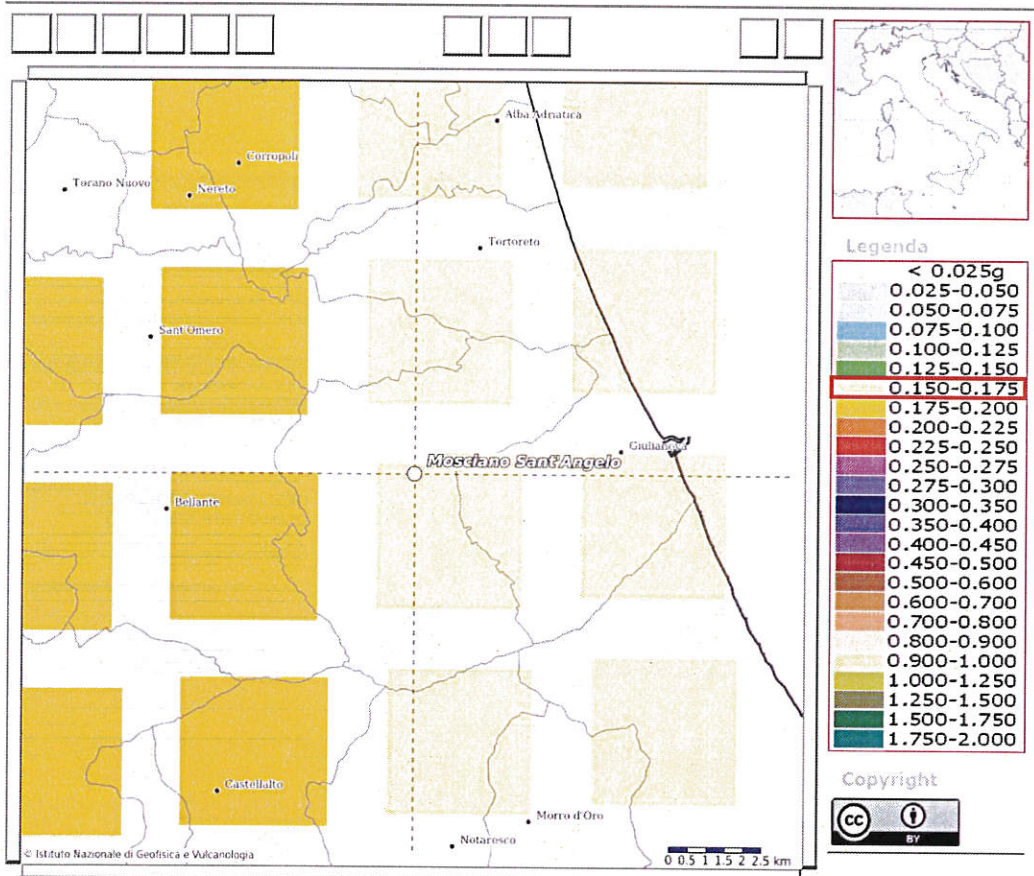 Alba Adriatica
Corropoli
Torano Nuovo
Nereto
Tortoreto
Sant'Omero
Giulianova
Mosciano Sant'Angelo
Bellante
Castellalto
Morro d'Oro
Notaresco
© Istituto Nazionale di Geofisica e Vulcanologia
0 0.5 1 1.5 2 2.5 km
Legenda
< 0.025g
0.025-0.050
0.050-0.075
0.075-0.100
0.100-0.125
0.125-0.150
0.150-0.175
0.175-0.200
0.200-0.225
0.225-0.250
0.250-0.275
0.275-0.300
0.300-0.350
0.350-0.400
0.400-0.450
0.450-0.500
0.500-0.600
0.600-0.700
0.700-0.800
0.800-0.900
0.900-1.000
1.000-1.250
1.250-1.500
1.500-1.750
1.750-2.000
Copyright
CC
BY